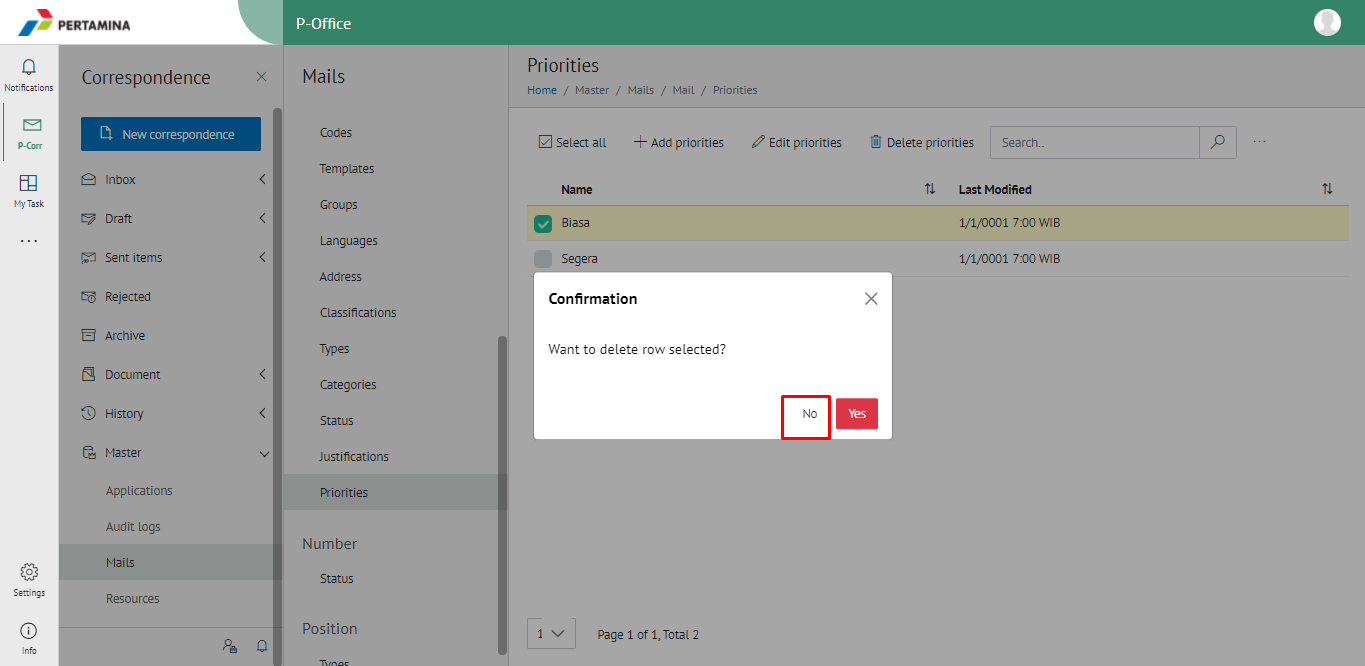 PERTAMINA
P-Office
Notifications
P-Corr
My Task
...
Settings
Info
Correspondence
New correspondence
Inbox
Draft
Sent items
Rejected
Archive
Document
History
Master
Applications
Audit logs
Mails
Resources
Mails
Codes
Templates
Groups
Languages
Address
Classifications
Types
Categories
Status
Justifications
Priorities
Number
Status
Position
Types
Priorities
Home / Master / Mails / Mail / Priorities
Select all Add priorities Edit priorities Delete priorities Search.. ...
Name Last Modified
Biasa 1/1/0001 7:00 WIB
Segera 1/1/0001 7:00 WIB
Confirmation
Want to delete row selected?
No Yes
1 Page 1 of 1, Total 2